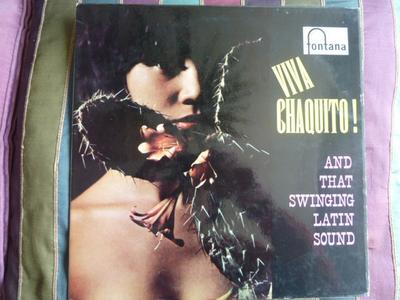 fontana
VIVA
CHAQUITO!
AND
THAT
SWINGING
LATIN
SOUND